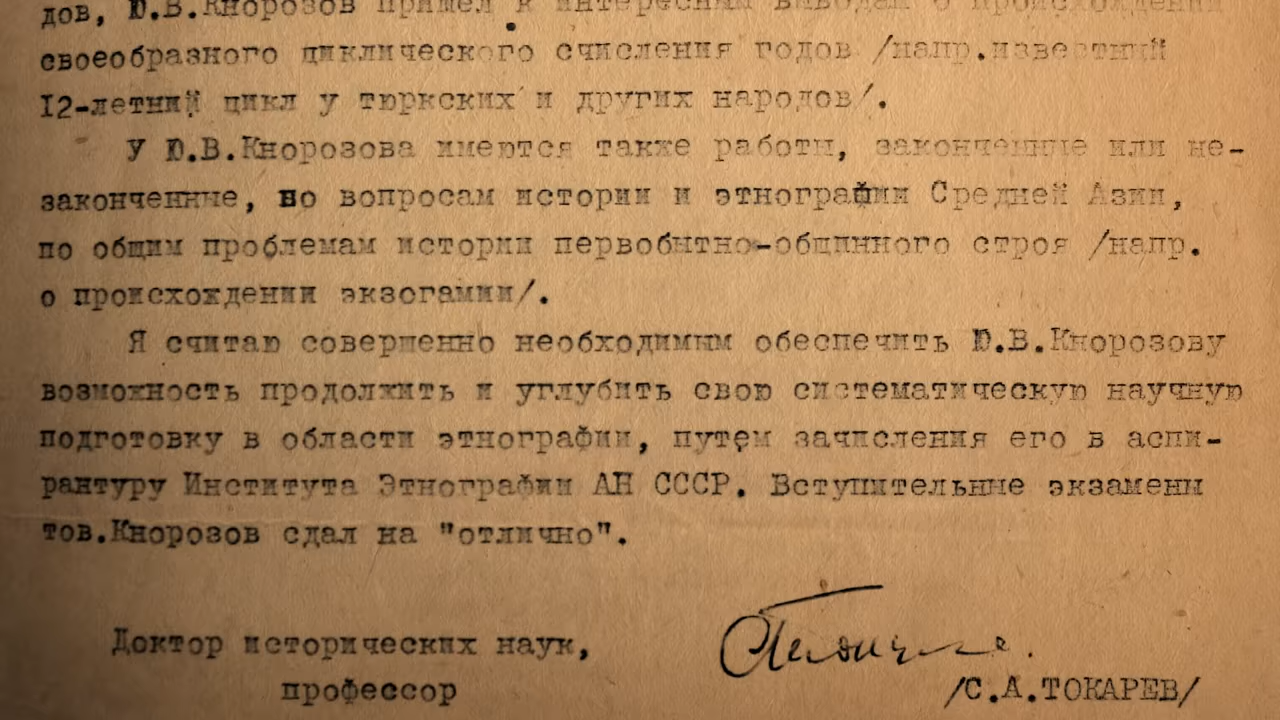 дов, Ю.В.Кнорозов пришел к интересным выводам о происхождении
своеобразного циклического счисления годов /напр.известный
12-летний цикл у тюркских и других народов/.
У Ю.В.Кнорозова имеются также работы, законченные или не-
законченные, по вопросам истории и этнографии Средней Азии,
по общим проблемам истории первобытно-общинного строя /напр.
о происхождении экзогамии/.
Я считаю совершенно необходимым обеспечить Ю.В.Кнорозову
возможность продолжить и углубить свою систематическую научную
подготовку в области этнографии, путем зачисления его в аспи-
рантуру Института Этнографии АН СССР. Вступительные экзамены
тов.Кнорозов сдал на "отлично".
Доктор исторических наук,
профессор
/С.А.ТОКАРЕВ/